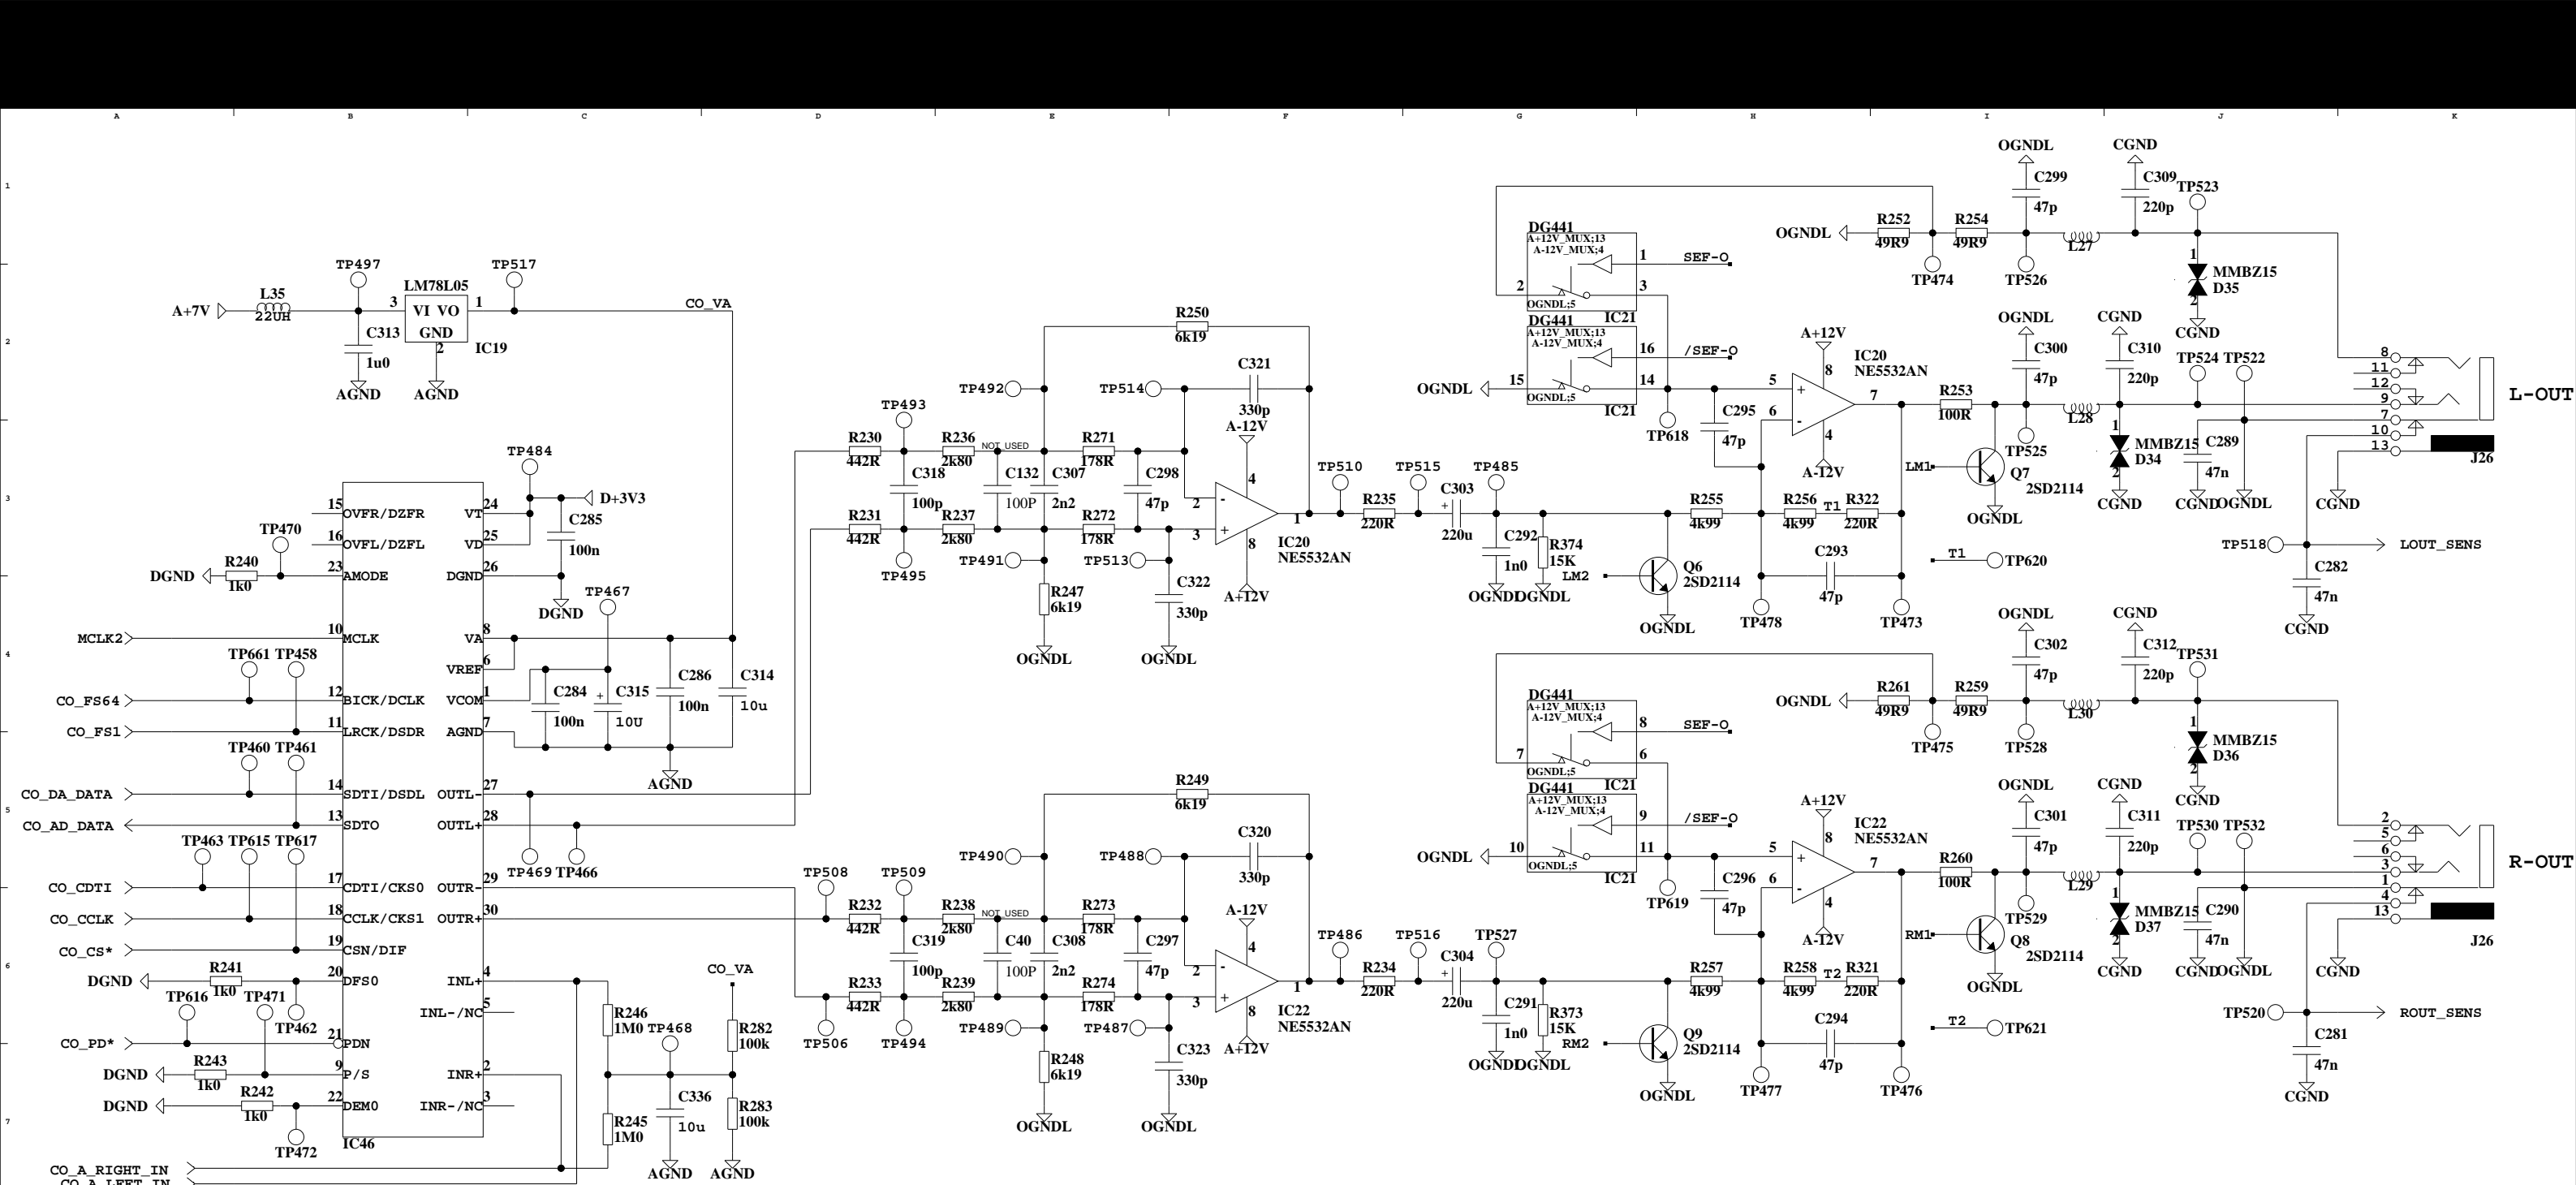 A B C D E F G H I J K
1
2
3
4
5
6
7
A+7V
L35
22UH
TP497
LM78L05
3 VI VO 1
GND
2
IC19
C313
1u0
AGND
AGND
TP517
CO_VA
TP484
D+3V3
C285
100n
DGND
TP467
TP470
R240
1k0
DGND
15 OVFR/DZFR VT 24
16 OVFL/DZFL VD 25
23 AMODE DGND 26
10 MCLK VA 8
VREF 6
12 BICK/DCLK VCOM 1
11 LRCK/DSDR AGND 7
14 SDTI/DSDL OUTL- 27
13 SDTO OUTL+ 28
17 CDTI/CKS0 OUTR- 29
18 CCLK/CKS1 OUTR+ 30
19 CSN/DIF
20 DFS0 INL+ 4
INL-/NC 5
21 PDN
9 P/S INR+ 2
22 DEM0 INR-/NC 3
IC46
MCLK2
TP661 TP458
CO_FS64
CO_FS1
TP460 TP461
CO_DA_DATA
CO_AD_DATA
TP463 TP615 TP617
CO_CDTI
CO_CCLK
CO_CS*
DGND
R241
1k0
TP616 TP471
TP462
CO_PD*
DGND
R243
1k0
DGND
R242
1k0
TP472
CO_A_RIGHT_IN
CO_A_LEFT_IN
C284
100n
+
C315
10U
C286
100n
C314
10u
AGND
TP469 TP466
CO_VA
R246
1M0
TP468
R282
100k
R245
1M0
C336
10u
R283
100k
AGND
AGND
TP493
R230
442R
R236
2k80
NOT USED
R271
178R
C318
100p
C132
100P
C307
2n2
C298
47p
R231
442R
R237
2k80
R272
178R
TP495
TP492
TP514
TP491
TP513
R250
6k19
C321
330p
A-12V
4
2
-
3
+
1
8
A+12V
IC20
NE5532AN
R247
6k19
C322
330p
OGNDL
OGNDL
TP510
R235
220R
TP515
C303
+
220u
TP485
C292
1n0
R374
15K
OGNDL
OGNDL
LM2
Q6
2SD2114
OGNDL
DG441
A+12V_MUX;13
A-12V_MUX;4
1
SEF-O
2
3
OGNDL;5
IC21
DG441
A+12V_MUX;13
A-12V_MUX;4
16
/SEF-O
OGNDL
15
14
OGNDL;5
IC21
TP618
C295
47p
A+12V
8
5
+
6
-
7
4
A-12V
IC20
NE5532AN
R255
4k99
R256
4k99
T1
R322
220R
C293
47p
TP478
TP473
OGNDL
R252
49R9
R254
49R9
TP474
TP526
OGNDL
C299
47p
L27
CGND
C309
220p
TP523
1
MMBZ15
D35
2
CGND
OGNDL
C300
47p
R253
100R
L28
CGND
C310
220p
TP524 TP522
TP525
LM1
Q7
2SD2114
OGNDL
1
MMBZ15
D34
2
CGND
C289
47n
CGND
OGNDL
T1
TP620
8
11
12
9
7
10
13
L-OUT
J26
CGND
TP518
LOUT_SENS
C282
47n
CGND
TP508
TP509
R232
442R
R238
2k80
NOT USED
R273
178R
C319
100p
C40
100P
C308
2n2
C297
47p
R233
442R
R239
2k80
R274
178R
TP506
TP494
TP490
TP488
TP489
TP487
R249
6k19
C320
330p
A-12V
4
2
-
3
+
1
8
A+12V
IC22
NE5532AN
R248
6k19
C323
330p
OGNDL
OGNDL
TP486
R234
220R
TP516
C304
+
220u
TP527
C291
1n0
R373
15K
OGNDL
OGNDL
RM2
Q9
2SD2114
OGNDL
DG441
A+12V_MUX;13
A-12V_MUX;4
8
SEF-O
7
6
OGNDL;5
IC21
DG441
A+12V_MUX;13
A-12V_MUX;4
9
/SEF-O
OGNDL
10
11
OGNDL;5
IC21
TP619
C296
47p
A+12V
8
5
+
6
-
7
4
A-12V
IC22
NE5532AN
R257
4k99
R258
4k99
T2
R321
220R
C294
47p
TP477
TP476
OGNDL
R261
49R9
R259
49R9
TP475
TP528
OGNDL
C302
47p
L30
CGND
C312
220p
TP531
1
MMBZ15
D36
2
CGND
OGNDL
C301
47p
R260
100R
L29
CGND
C311
220p
TP530 TP532
TP529
RM1
Q8
2SD2114
OGNDL
1
MMBZ15
D37
2
CGND
C290
47n
CGND
OGNDL
T2
TP621
2
5
6
3
1
4
13
R-OUT
J26
CGND
TP520
ROUT_SENS
C281
47n
CGND